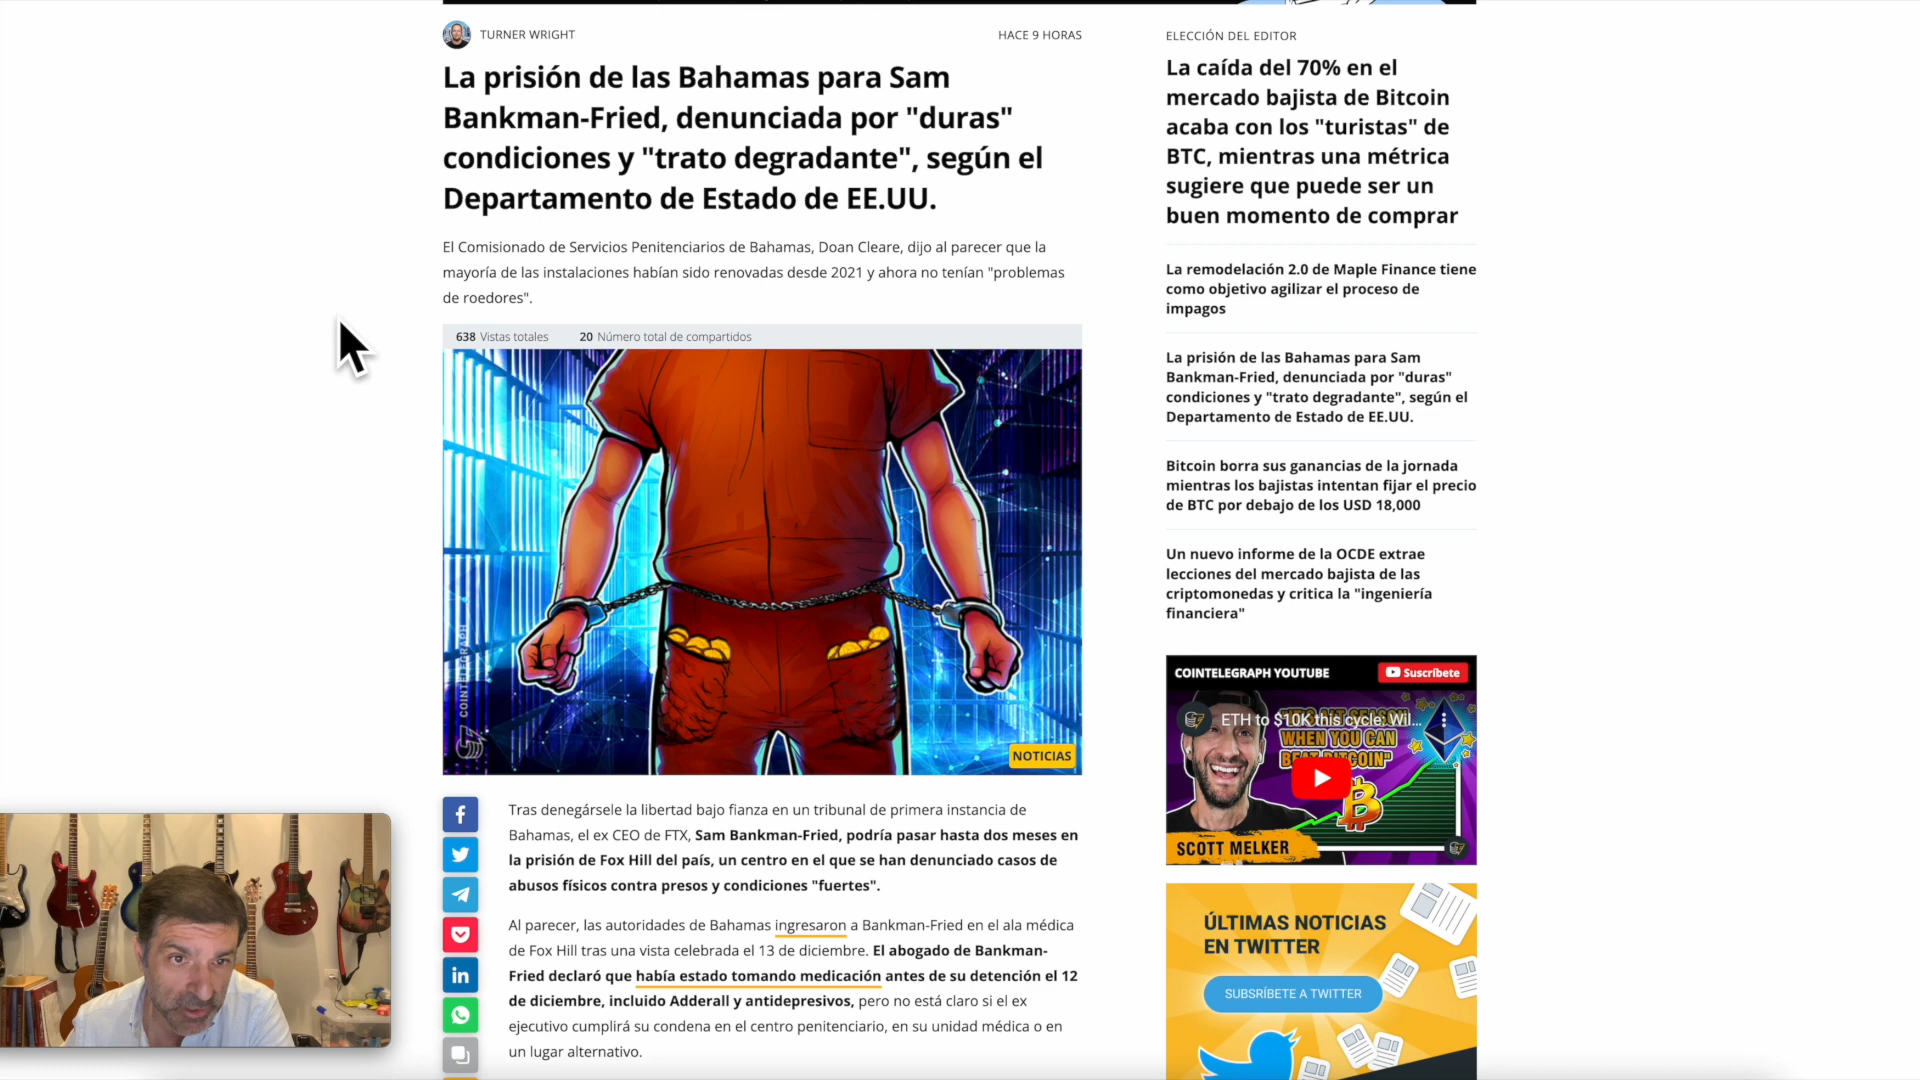 TURNER WRIGHT
HACE 9 HORAS
La prisión de las Bahamas para Sam
Bankman-Fried, denunciada por "duras"
condiciones y "trato degradante", según el
Departamento de Estado de EE.UU.
El Comisionado de Servicios Penitenciarios de Bahamas, Doan Cleare, dijo al parecer que la
mayoría de las instalaciones habían sido renovadas desde 2021 y ahora no tenían "problemas
de roedores".
638 Vistas totales
20 Número total de compartidos
COINTELEGRAPH
NOTICIAS
Tras denegársele la libertad bajo fianza en un tribunal de primera instancia de
Bahamas, el ex CEO de FTX, Sam Bankman-Fried, podría pasar hasta dos meses en
la prisión de Fox Hill del país, un centro en el que se han denunciado casos de
abusos físicos contra presos y condiciones "fuertes".
Al parecer, las autoridades de Bahamas ingresaron a Bankman-Fried en el ala médica
de Fox Hill tras una vista celebrada el 13 de diciembre. El abogado de Bankman-
Fried declaró que había estado tomando medicación antes de su detención el 12
de diciembre, incluido Adderall y antidepresivos, pero no está claro si el ex
ejecutivo cumplirá su condena en el centro penitenciario, en su unidad médica o en
un lugar alternativo.
ELECCIÓN DEL EDITOR
La caída del 70% en el
mercado bajista de Bitcoin
acaba con los "turistas" de
BTC, mientras una métrica
sugiere que puede ser un
buen momento de comprar
La remodelación 2.0 de Maple Finance tiene
como objetivo agilizar el proceso de
impagos
La prisión de las Bahamas para Sam
Bankman-Fried, denunciada por "duras"
condiciones y "trato degradante", según el
Departamento de Estado de EE.UU.
Bitcoin borra sus ganancias de la jornada
mientras los bajistas intentan fijar el precio
de BTC por debajo de los USD 18,000
Un nuevo informe de la OCDE extrae
lecciones del mercado bajista de las
criptomonedas y critica la "ingeniería
financiera"
COINTELEGRAPH YOUTUBE
Suscríbete
ETH to $10K this cycle: Wil...
WHEN YOU CAN
BEAT BITCOIN"
SCOTT MELKER
ÚLTIMAS NOTICIAS
EN TWITTER
SUBSRÍBETE A TWITTER